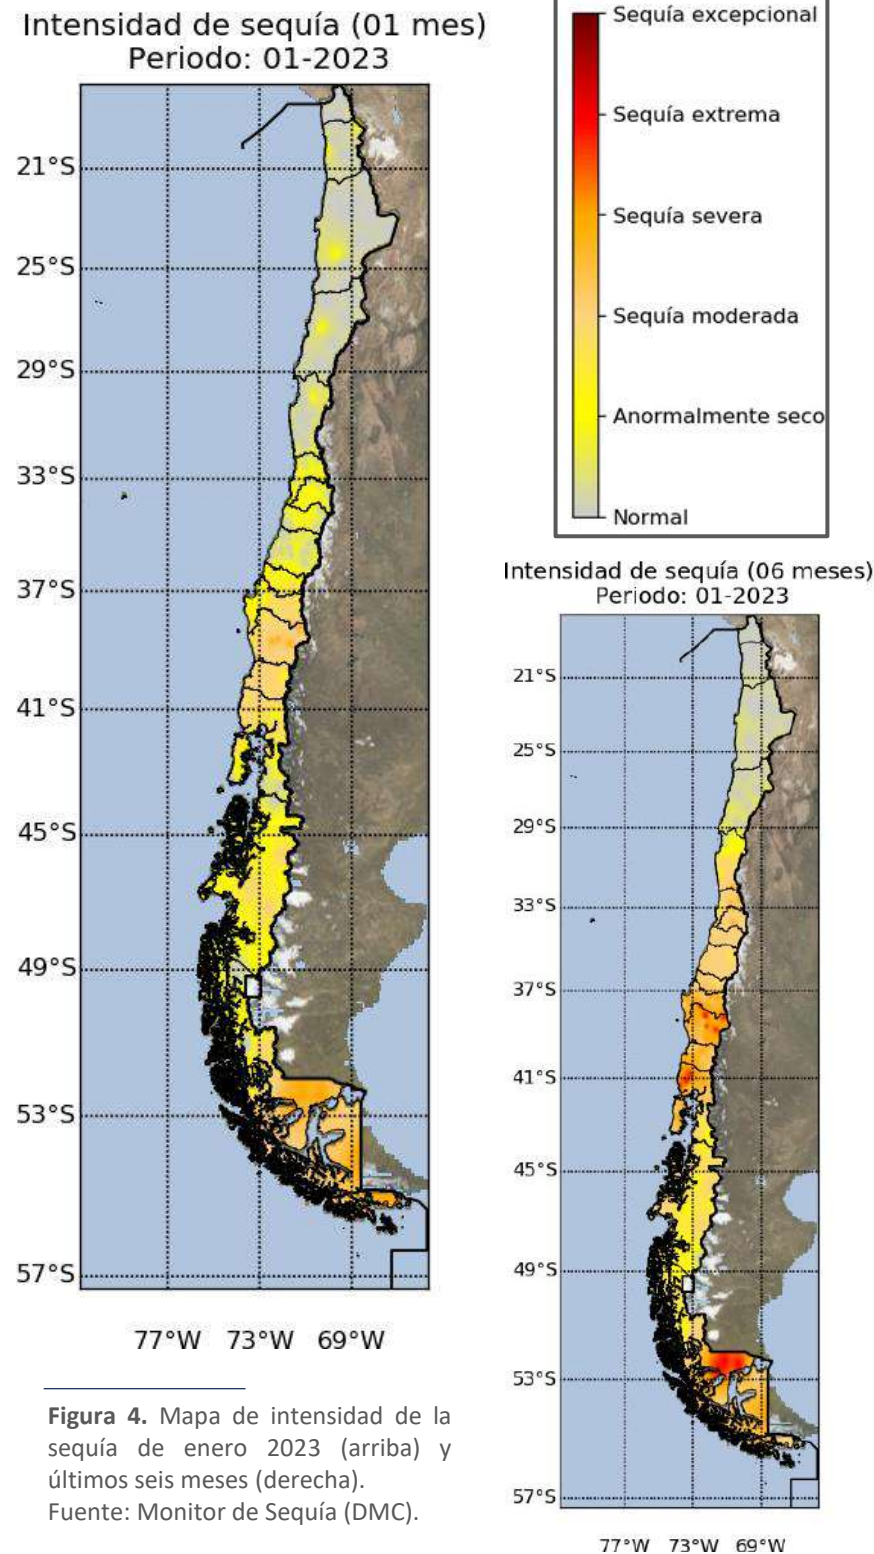 Intensidad de sequía (01 mes)
Periodo: 01-2023
21°S
25°S
29°S
33°S
37°S
41°S
45°S
49°S
53°S
57°S
77°W 73°W 69°W
Figura 4. Mapa de intensidad de la
sequía de enero 2023 (arriba) y
últimos seis meses (derecha).
Fuente: Monitor de Sequía (DMC).
Sequía excepcional
Sequía extrema
Sequía severa
Sequía moderada
Anormalmente seco
Normal
Intensidad de sequía (06 meses)
Periodo: 01-2023
21°S
25°S
29°S
33°S
37°S
41°S
45°S
49°S
53°S
57°S
77°W 73°W 69°W